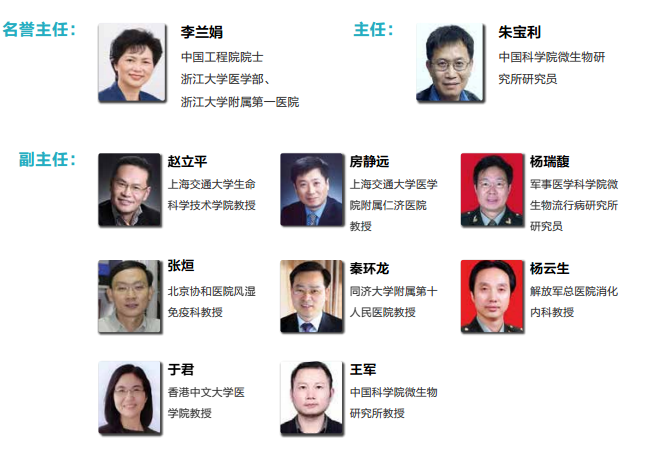 名誉主任：
李兰娟
中国工程院院士
浙江大学医学部、
浙江大学附属第一医院
主任：
朱宝利
中国科学院微生物研
究所研究员
副主任：
赵立平
上海交通大学生命
科学技术学院教授
房静远
上海交通大学医学
院附属仁济医院
教授
杨瑞馥
军事医学科学院微
生物流行病研究所
研究员
张烜
北京协和医院风湿
免疫科教授
秦环龙
同济大学附属第十
人民医院教授
杨云生
解放军总医院消化
内科教授
于君
香港中文大学医
学院教授
王军
中国科学院微生物
研究所教授